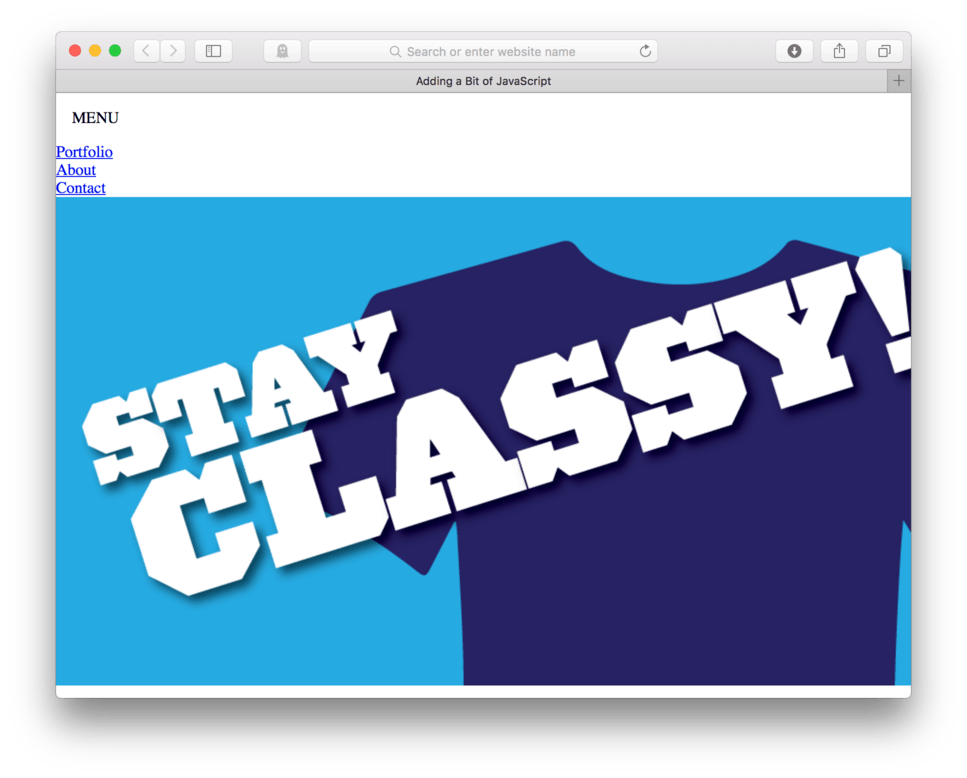 Search or enter website name
Adding a Bit of JavaScript
MENU
Portfolio
About
Contact
STAY
CLASSY!